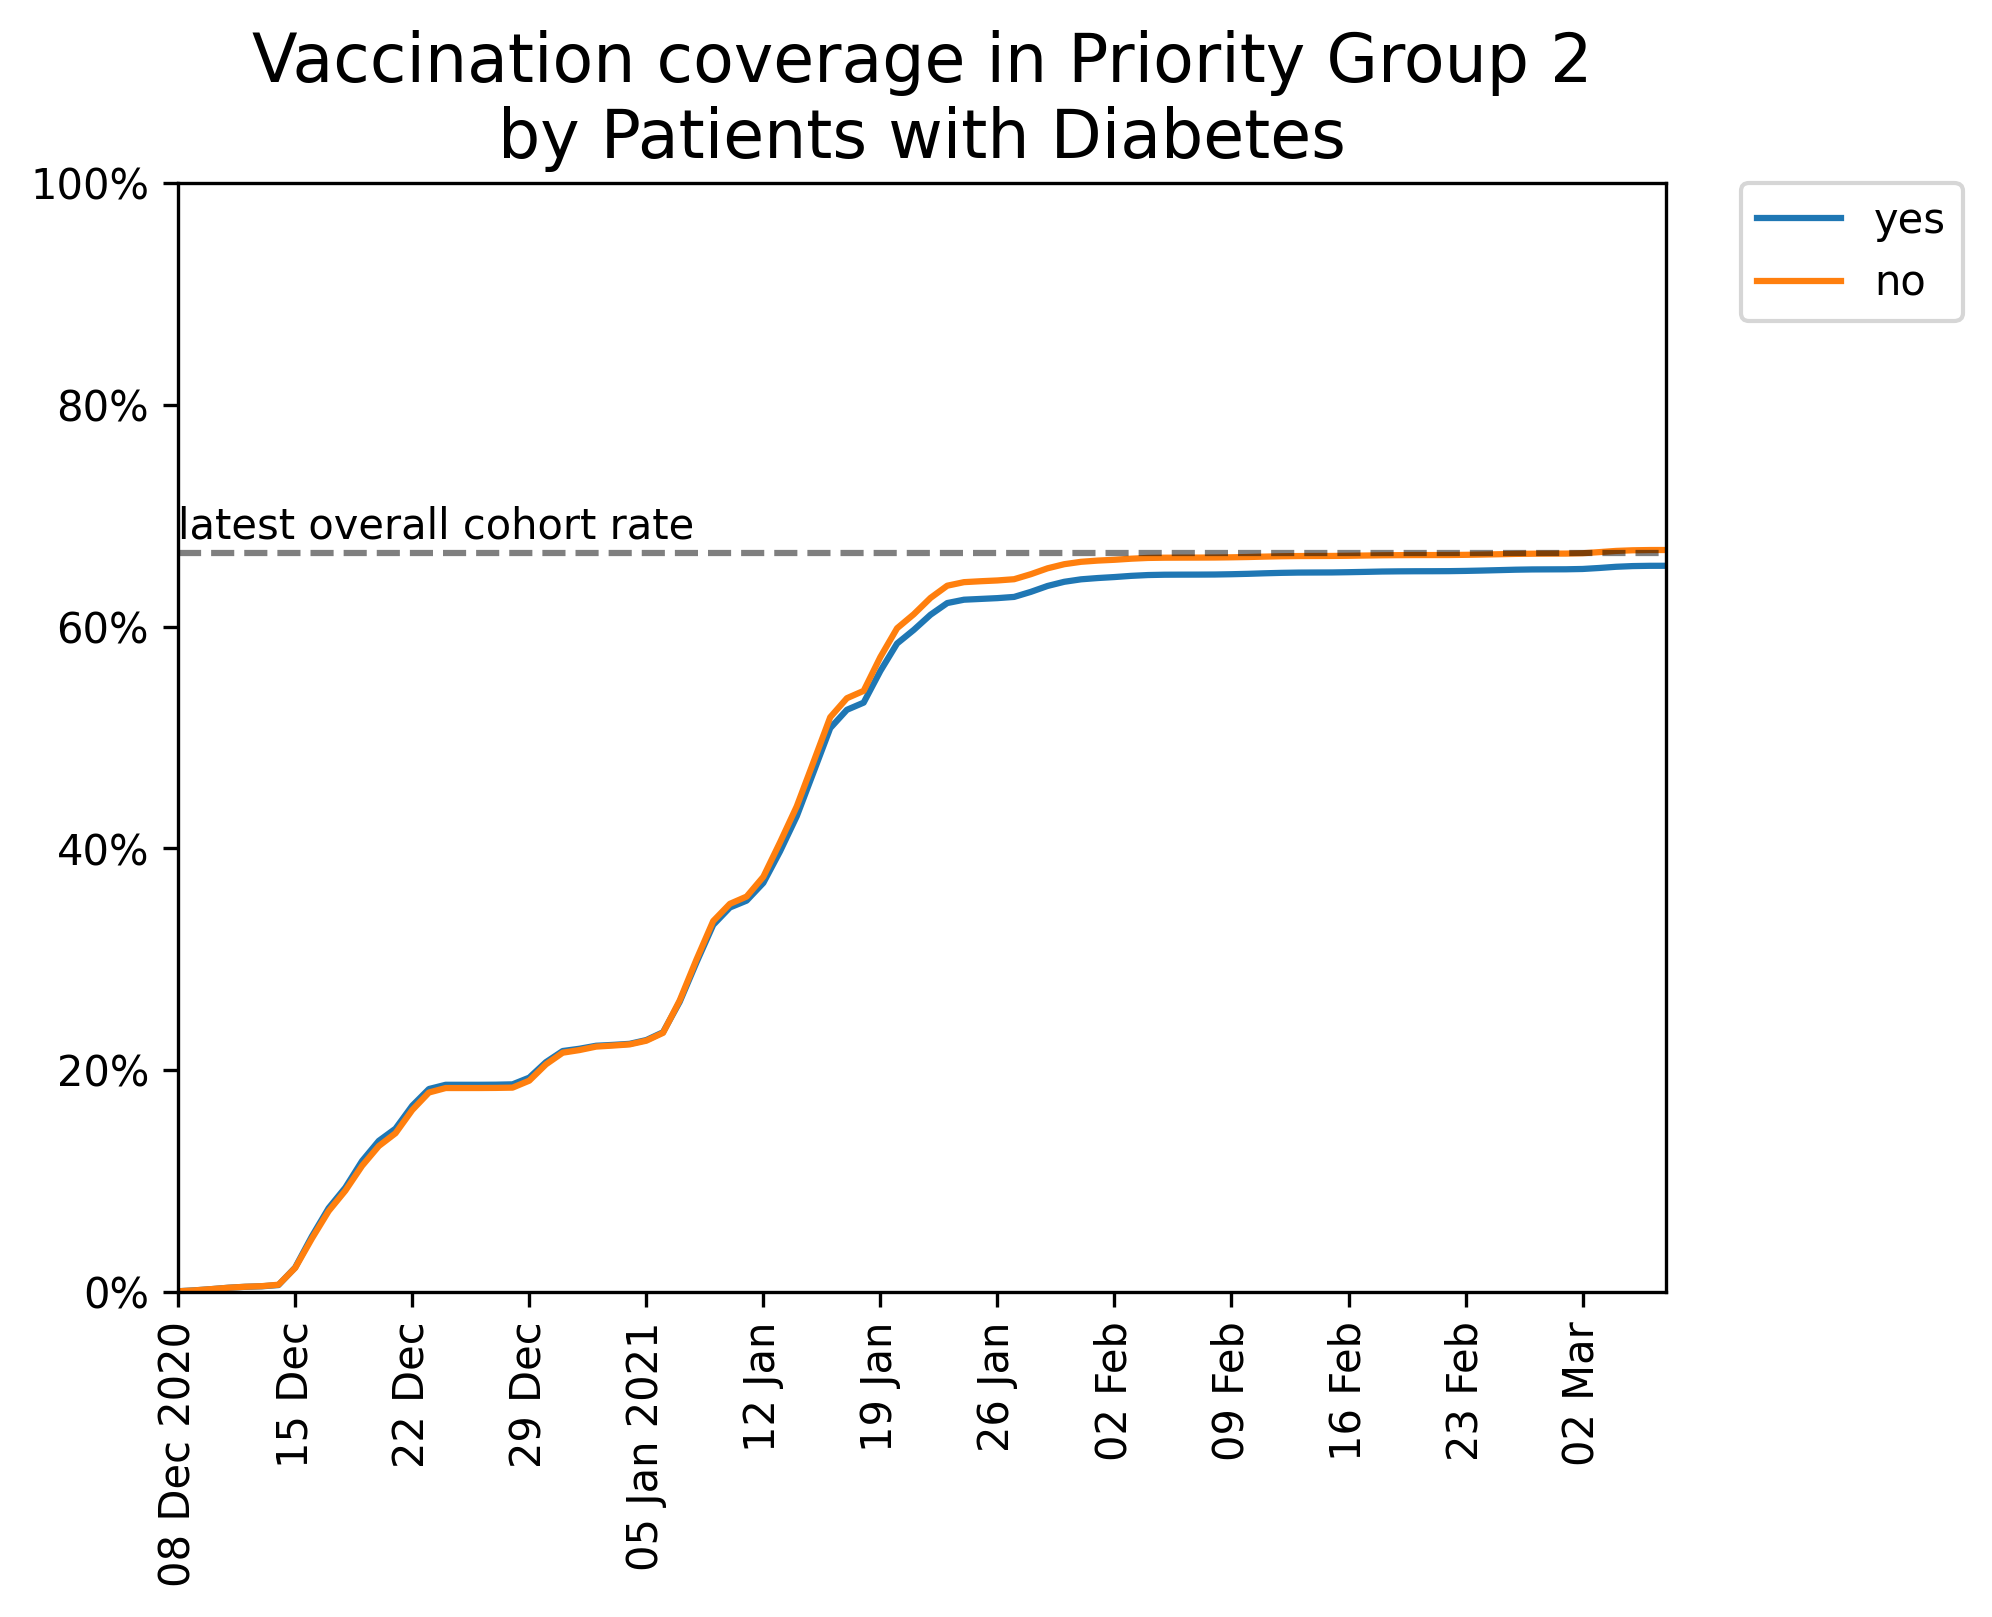 Vaccination coverage in Priority Group 2
by Patients with Diabetes
100%
80%
60%
40%
20%
0%
latest overall cohort rate
yes
no
08 Dec 2020
15 Dec
22 Dec
29 Dec
05 Jan 2021
12 Jan
19 Jan
26 Jan
02 Feb
09 Feb
16 Feb
23 Feb
02 Mar